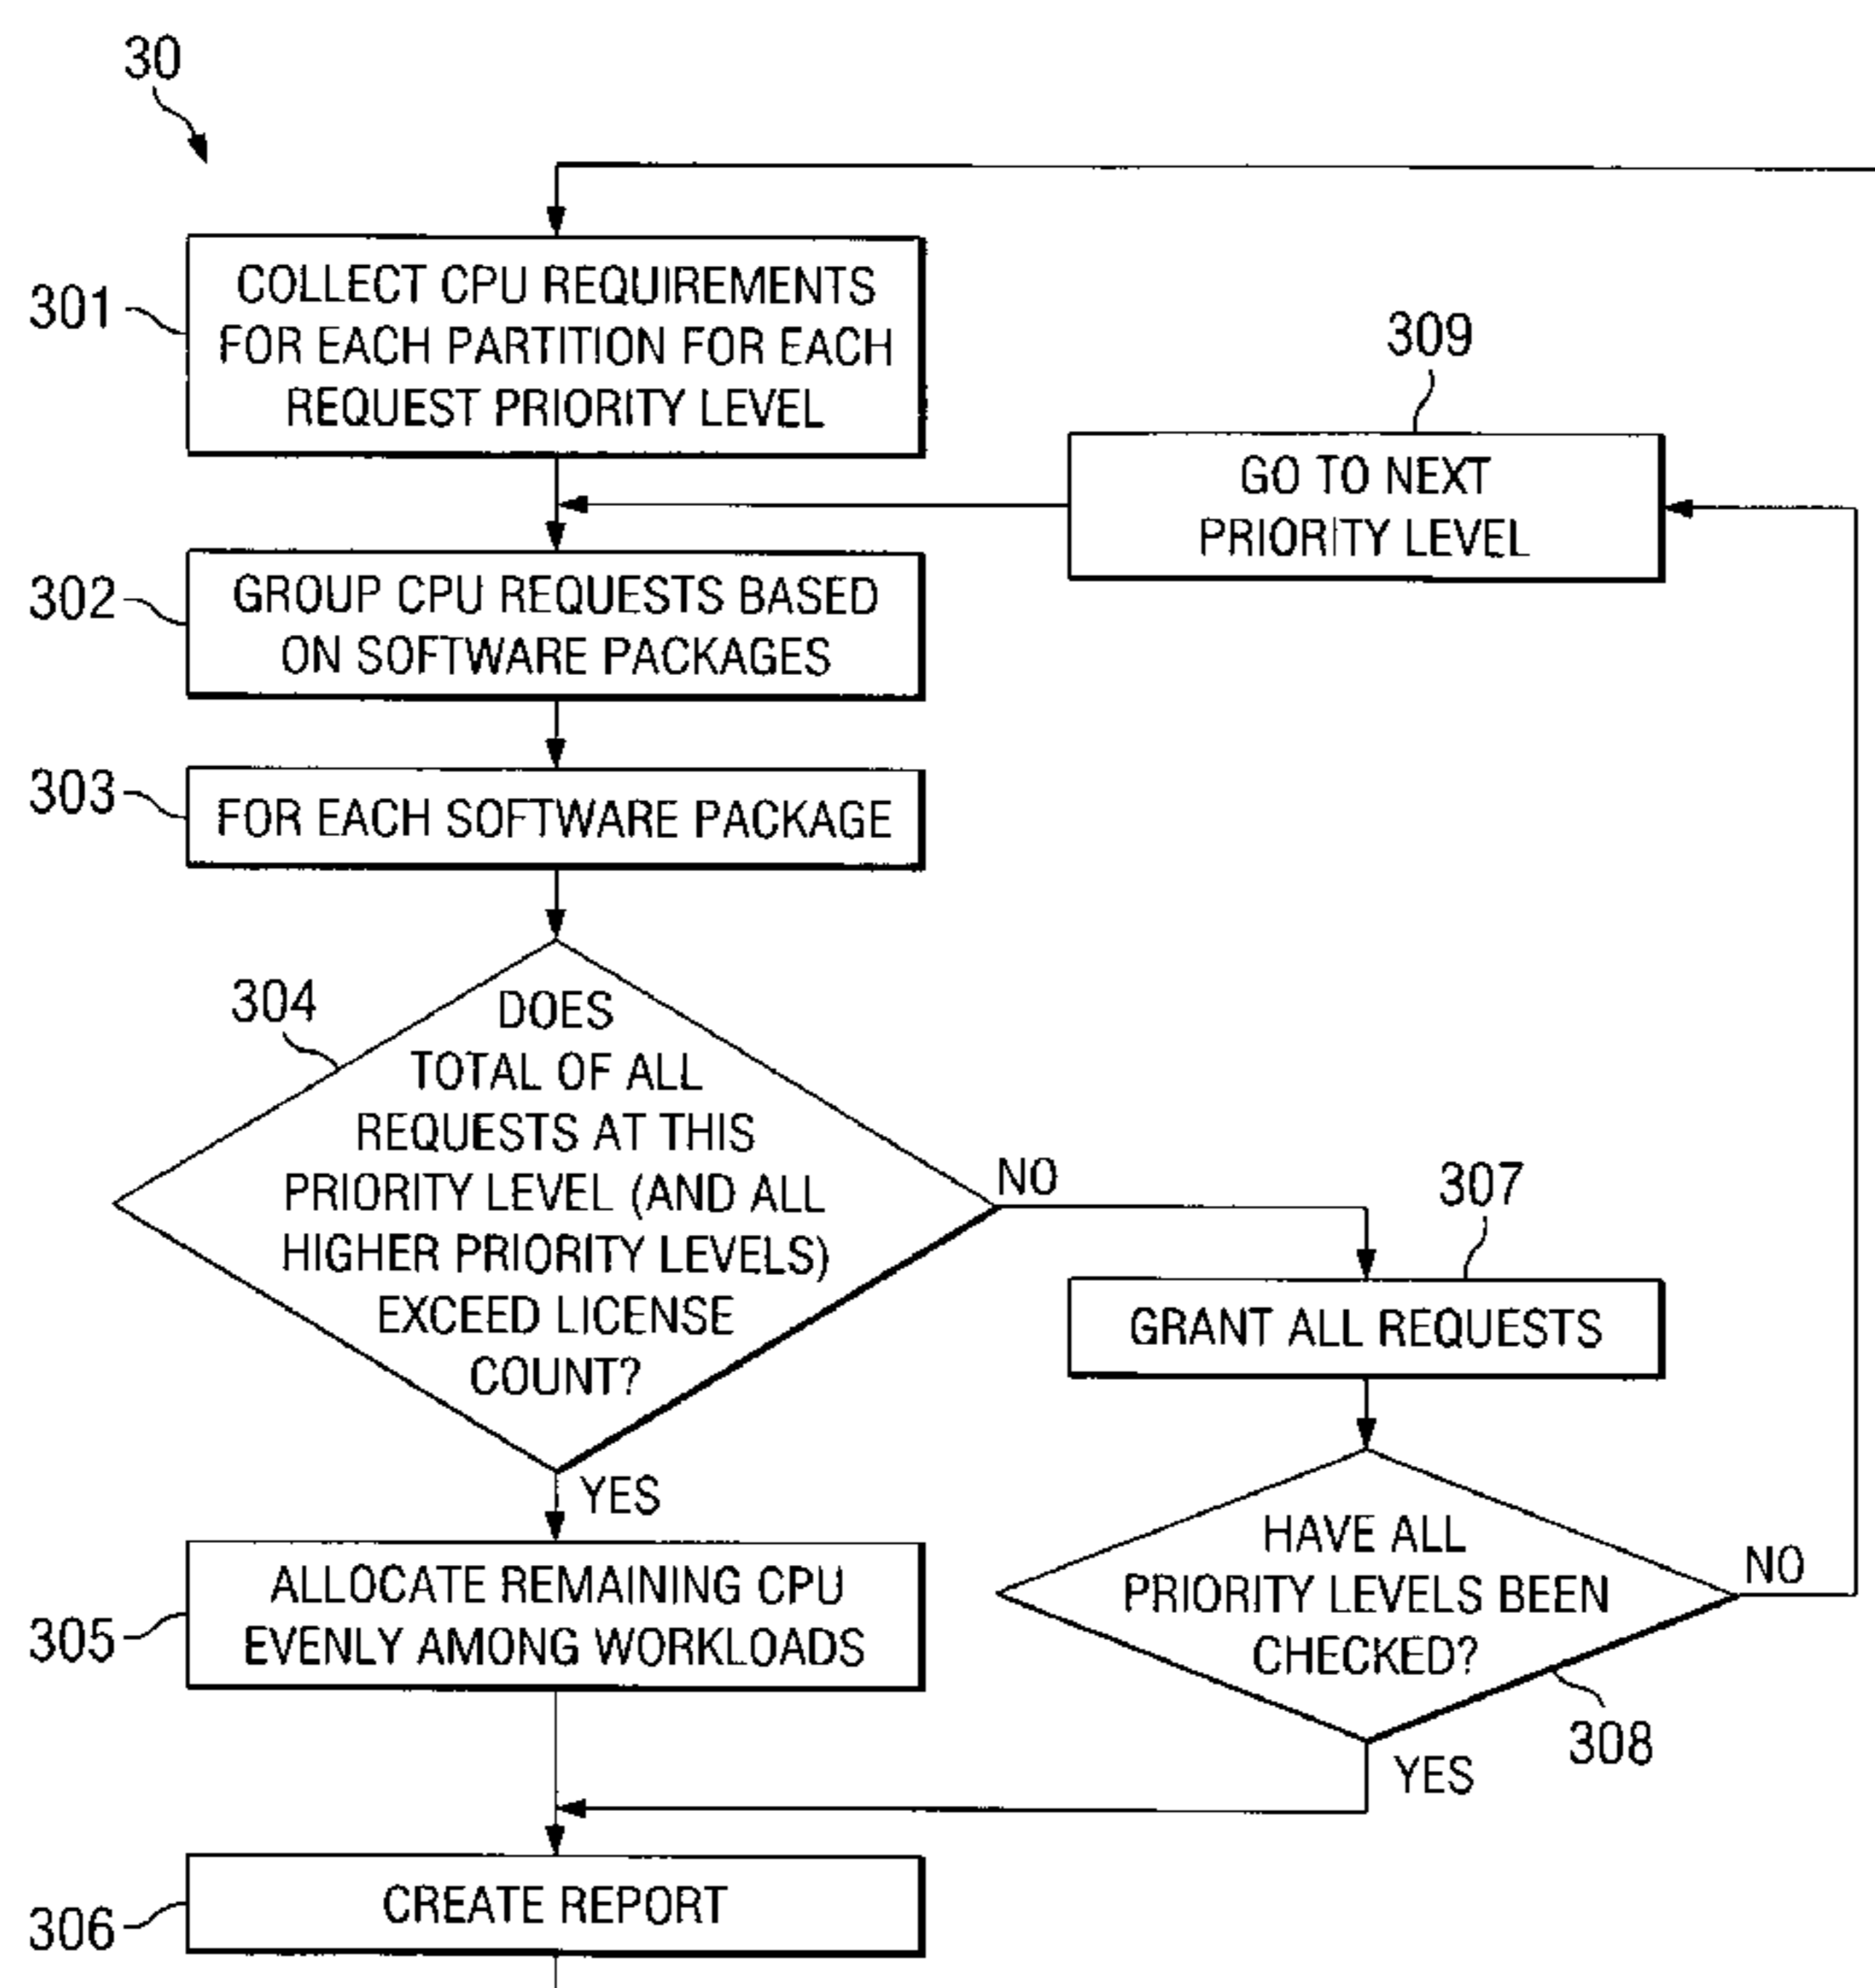 30
301
COLLECT CPU REQUIREMENTS
FOR EACH PARTITION FOR EACH
REQUEST PRIORITY LEVEL
309
GO TO NEXT
PRIORITY LEVEL
302
GROUP CPU REQUESTS BASED
ON SOFTWARE PACKAGES
303
FOR EACH SOFTWARE PACKAGE
304
DOES
TOTAL OF ALL
REQUESTS AT THIS
PRIORITY LEVEL (AND ALL
HIGHER PRIORITY LEVELS)
EXCEED LICENSE
COUNT?
NO
307
GRANT ALL REQUESTS
YES
305
ALLOCATE REMAINING CPU
EVENLY AMONG WORKLOADS
HAVE ALL
PRIORITY LEVELS BEEN
CHECKED?
NO
308
YES
306
CREATE REPORT